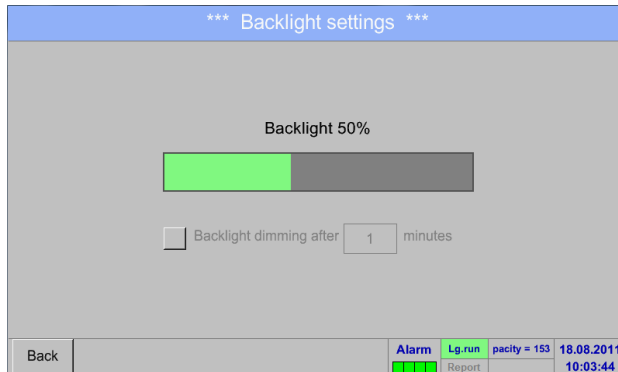 *** Backlight settings ***
Backlight 50%
Backlight dimming after 1 minutes
Back
Alarm Lg.run pacity = 153 18.08.2011
Report 10:03:44